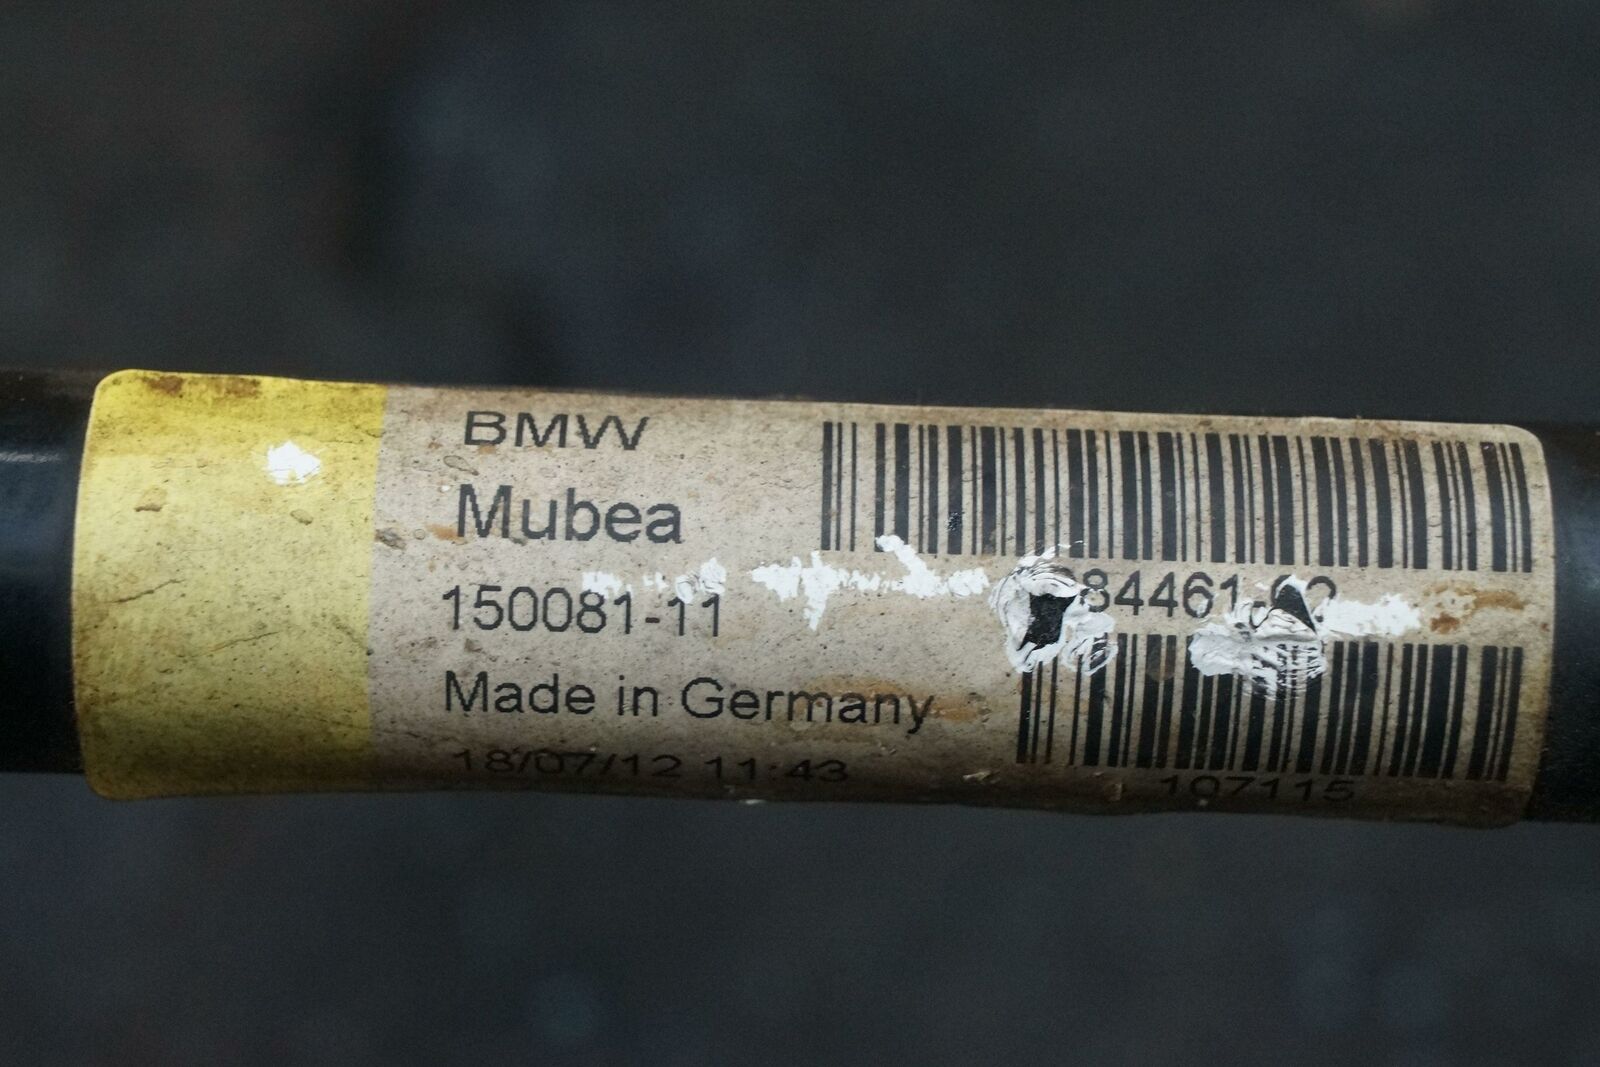 BMW
Mubea
150081-11
Made in Germany
18/07/12 11:43
107115